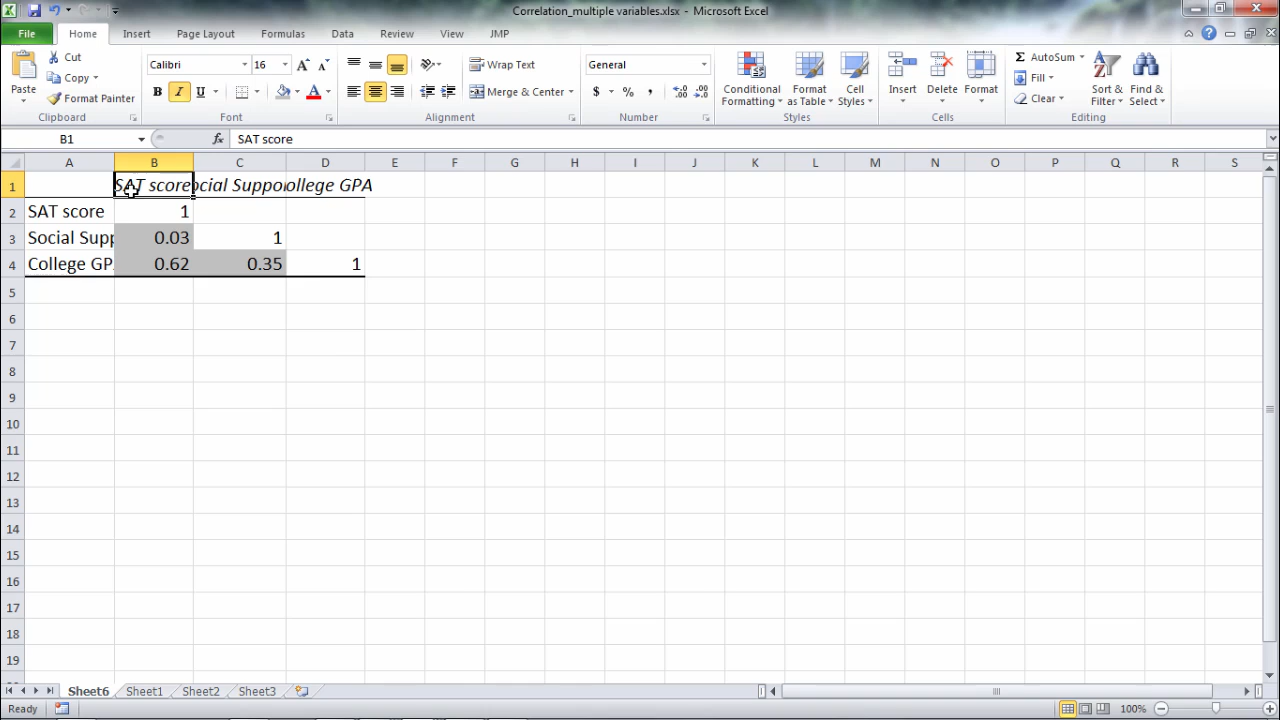 Correlation_multiple variables.xlsx - Microsoft Excel
File Home Insert Page Layout Formulas Data Review View JMP
Paste
Cut
Copy
Format Painter
Clipboard
Calibri 16
B I U
Font
Wrap Text
Merge & Center
Alignment
General
$ % ,
Number
Conditional Formatting
Format as Table
Cell Styles
Styles
Insert
Delete
Format
Cells
AutoSum
Fill
Clear
Sort & Filter
Find & Select
Editing
B1 fx SAT score
A B C D E F G H I J K L M N O P Q R S
1 SAT score ocial Suppo ollege GPA
2 SAT score 1
3 Social Supp 0.03 1
4 College GP 0.62 0.35 1
5
6
7
8
9
10
11
12
13
14
15
16
17
18
19
Sheet6 Sheet1 Sheet2 Sheet3
Ready 100%